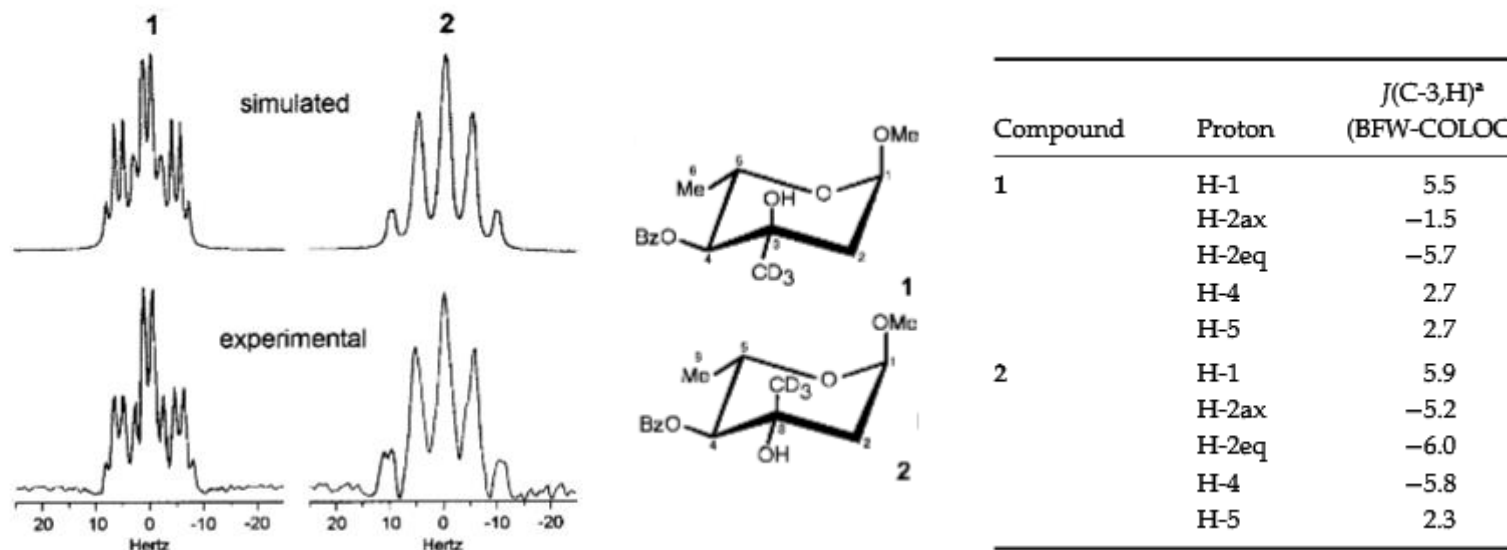 1
2
simulated
experimental
20 10 0 -10 -20
Hertz
20 10 0 -10 -20
Hertz
OMe
6
5
Me
O
1
OH
BzO
3
4
2
CD3
1
OMe
9
5
Me
O
1
CD3
BzO
3
4
2
OH
2
J(C-3,H)ª
Compound Proton (BFW-COLOC
1 H-1 5.5
H-2ax −1.5
H-2eq −5.7
H-4 2.7
H-5 2.7
2 H-1 5.9
H-2ax −5.2
H-2eq −6.0
H-4 −5.8
H-5 2.3